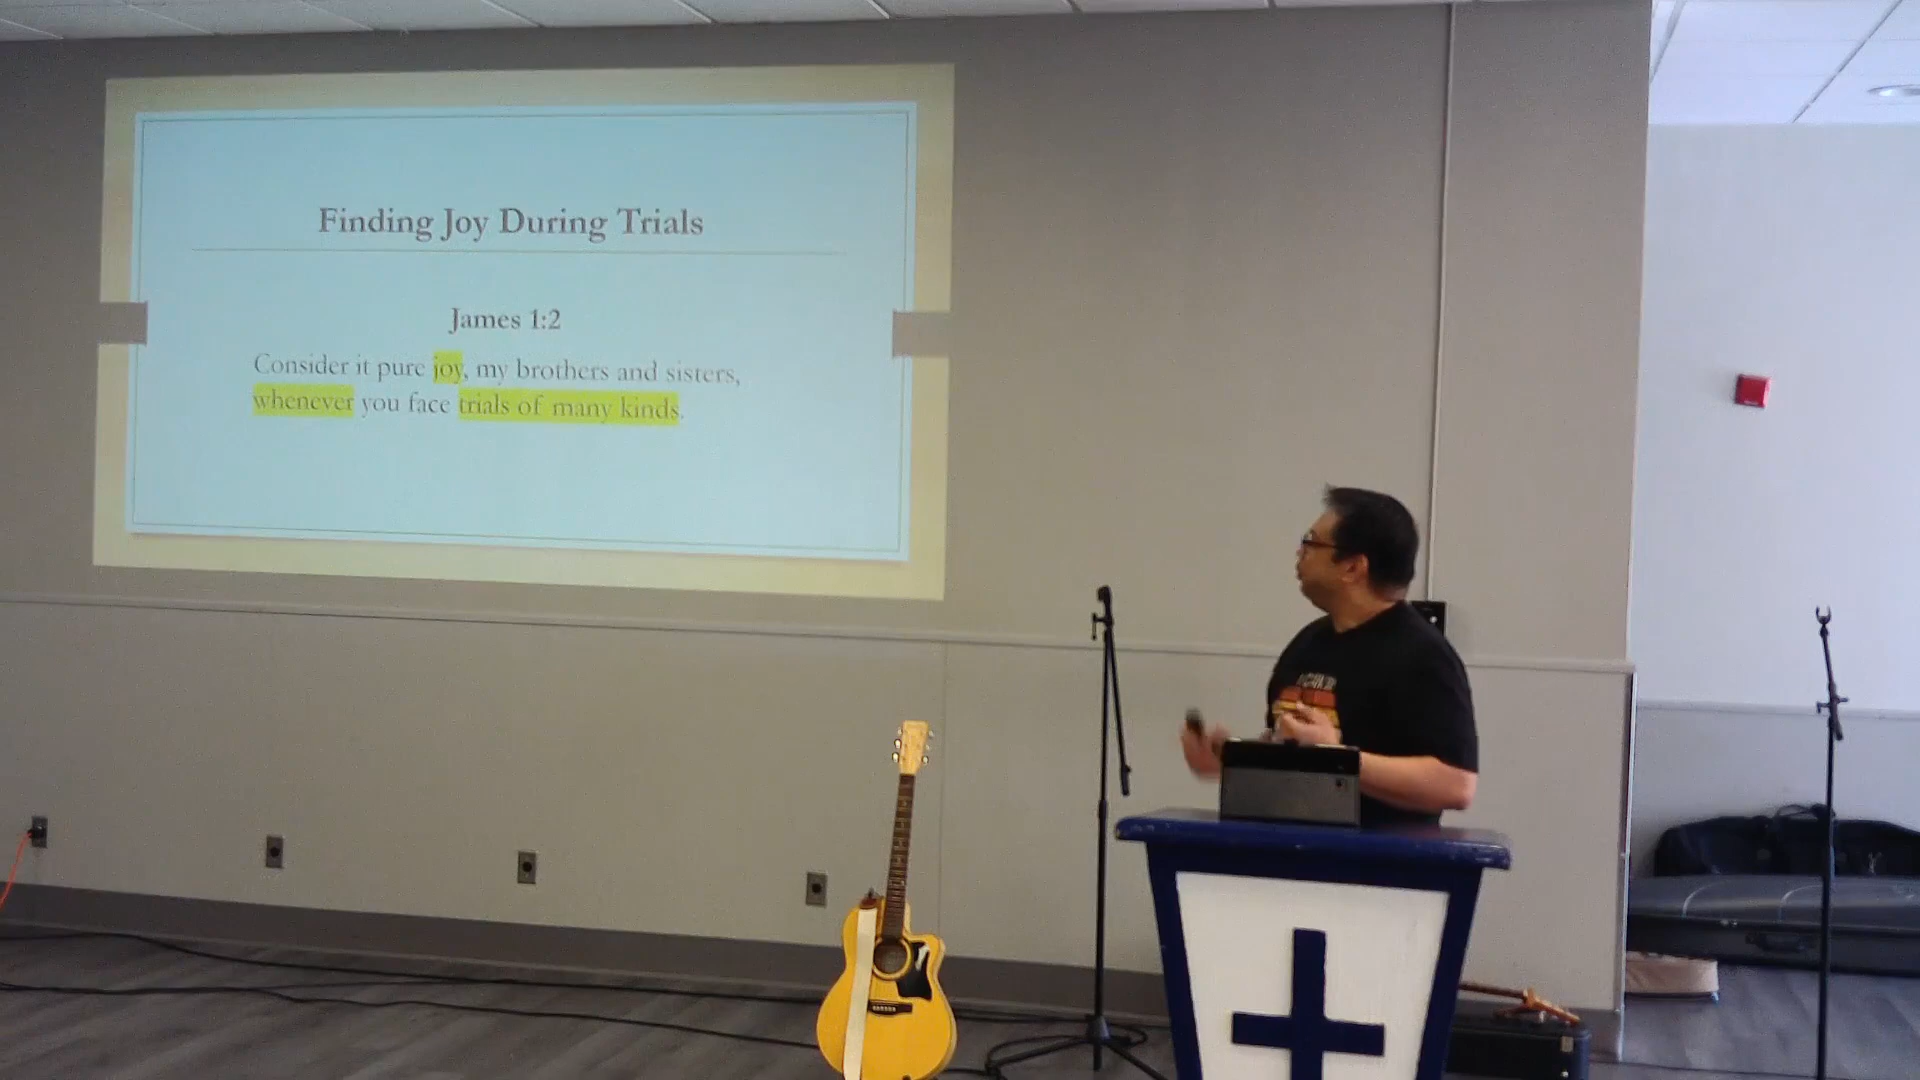 Finding Joy During Trials
James 1:2
Consider it pure joy, my brothers and sisters,
whenever you face trials of many kinds.